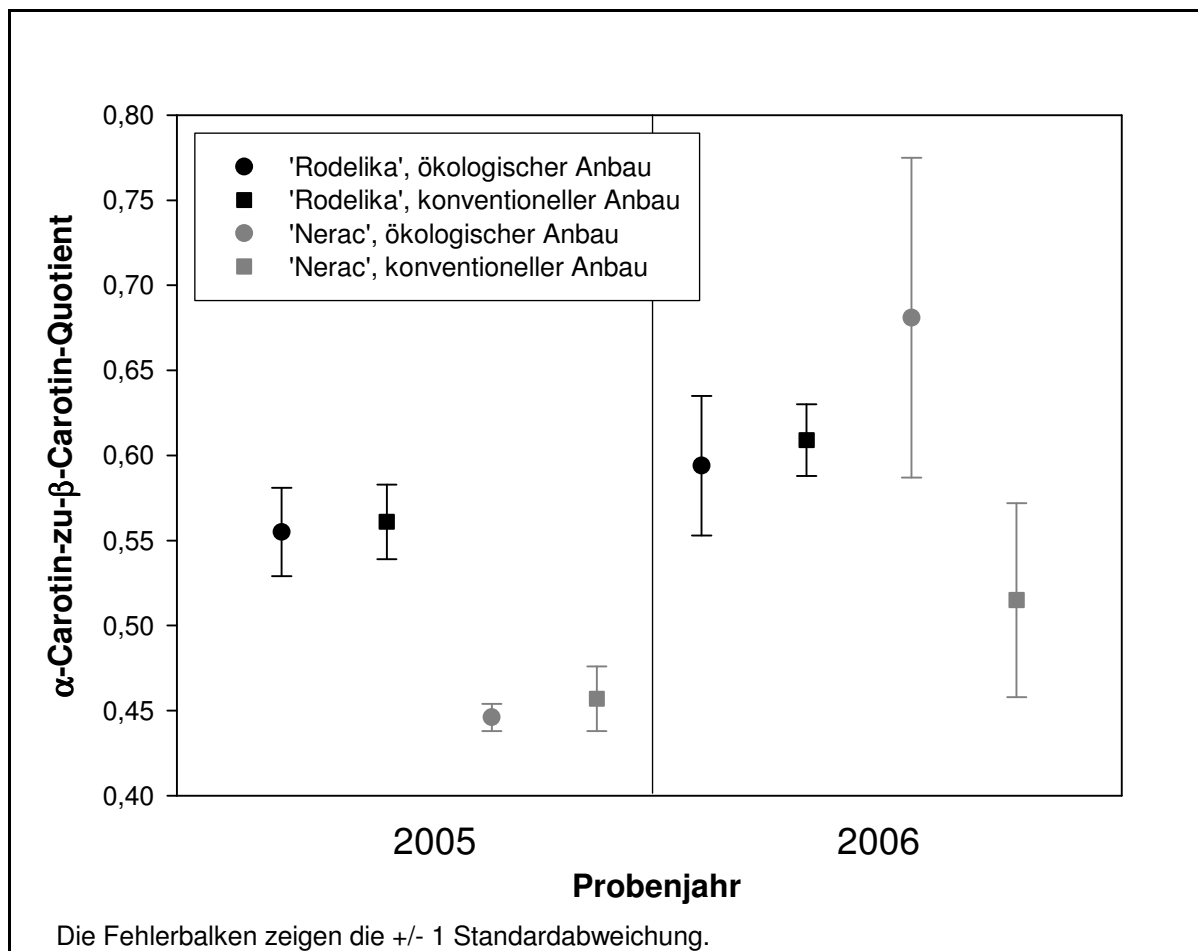 0,80
0,75
0,70
0,65
0,60
0,55
0,50
0,45
0,40
α-Carotin-zu-β-Carotin-Quotient
'Rodelika', ökologischer Anbau
'Rodelika', konventioneller Anbau
'Nerac', ökologischer Anbau
'Nerac', konventioneller Anbau
2005 2006
Probenjahr
Die Fehlerbalken zeigen die +/- 1 Standardabweichung.